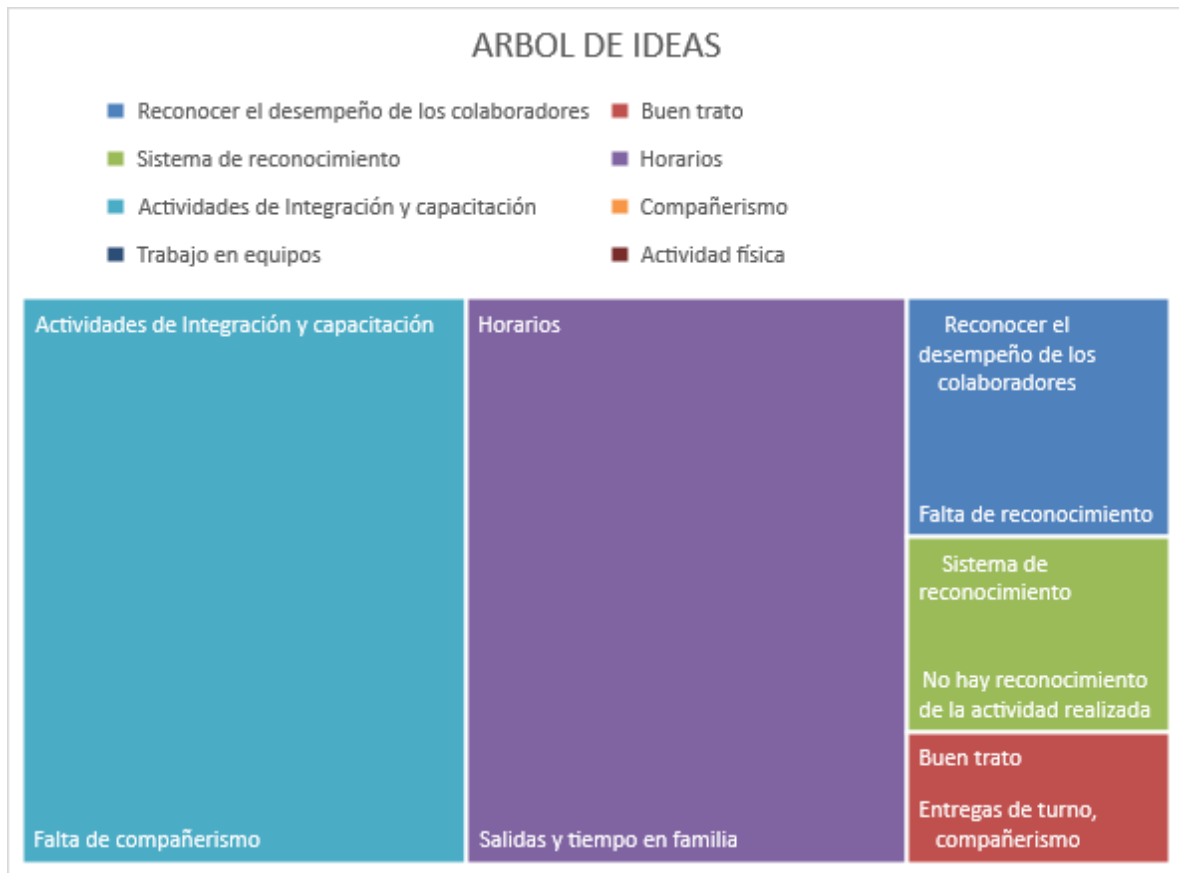 ARBOL DE IDEAS
Reconocer el desempeño de los colaboradores
Buen trato
Sistema de reconocimiento
Horarios
Actividades de Integración y capacitación
Compañerismo
Trabajo en equipos
Actividad física
Actividades de Integración y capacitación
Falta de compañerismo
Horarios
Salidas y tiempo en familia
Reconocer el
desempeño de los
colaboradores
Falta de reconocimiento
Sistema de
reconocimiento
No hay reconocimiento
de la actividad realizada
Buen trato
Entregas de turno,
compañerismo